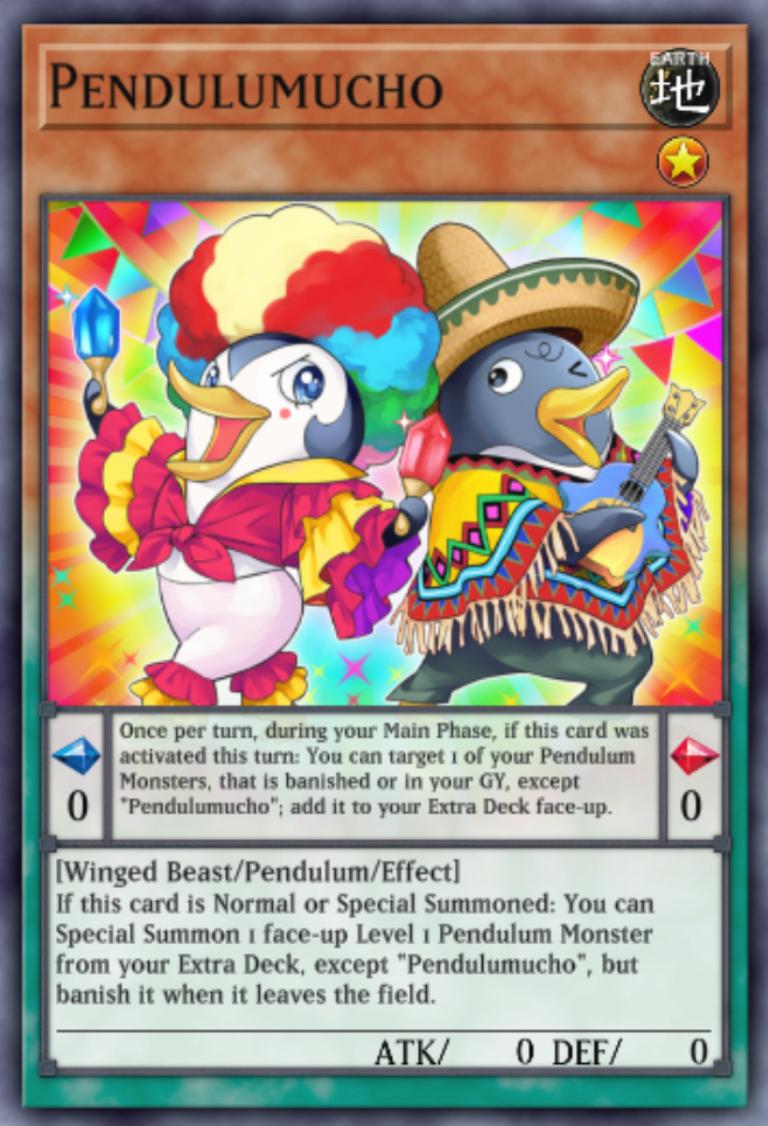 Pendulumucho
EARTH
地
Once per turn, during your Main Phase, if this card was
activated this turn: You can target 1 of your Pendulum
Monsters, that is banished or in your GY, except
"Pendulumucho"; add it to your Extra Deck face-up.
0
0
[Winged Beast/Pendulum/Effect]
If this card is Normal or Special Summoned: You can
Special Summon 1 face-up Level 1 Pendulum Monster
from your Extra Deck, except "Pendulumucho", but
banish it when it leaves the field.
ATK/ 0 DEF/ 0